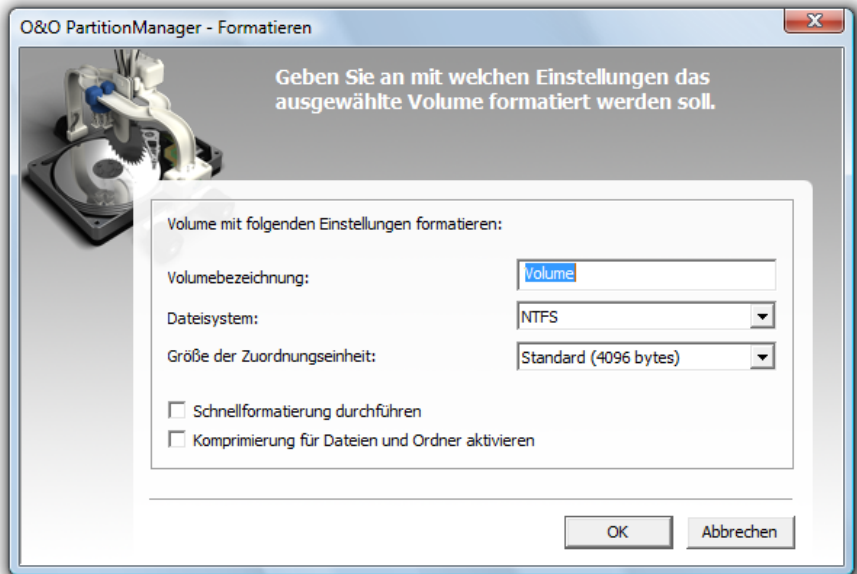 O&O PartitionManager - Formatieren
Geben Sie an mit welchen Einstellungen das
ausgewählte Volume formatiert werden soll.
Volume mit folgenden Einstellungen formatieren:
Volumebezeichnung:
Volume
Dateisystem:
NTFS
Größe der Zuordnungseinheit:
Standard (4096 bytes)
Schnellformatierung durchführen
Komprimierung für Dateien und Ordner aktivieren
OK
Abbrechen